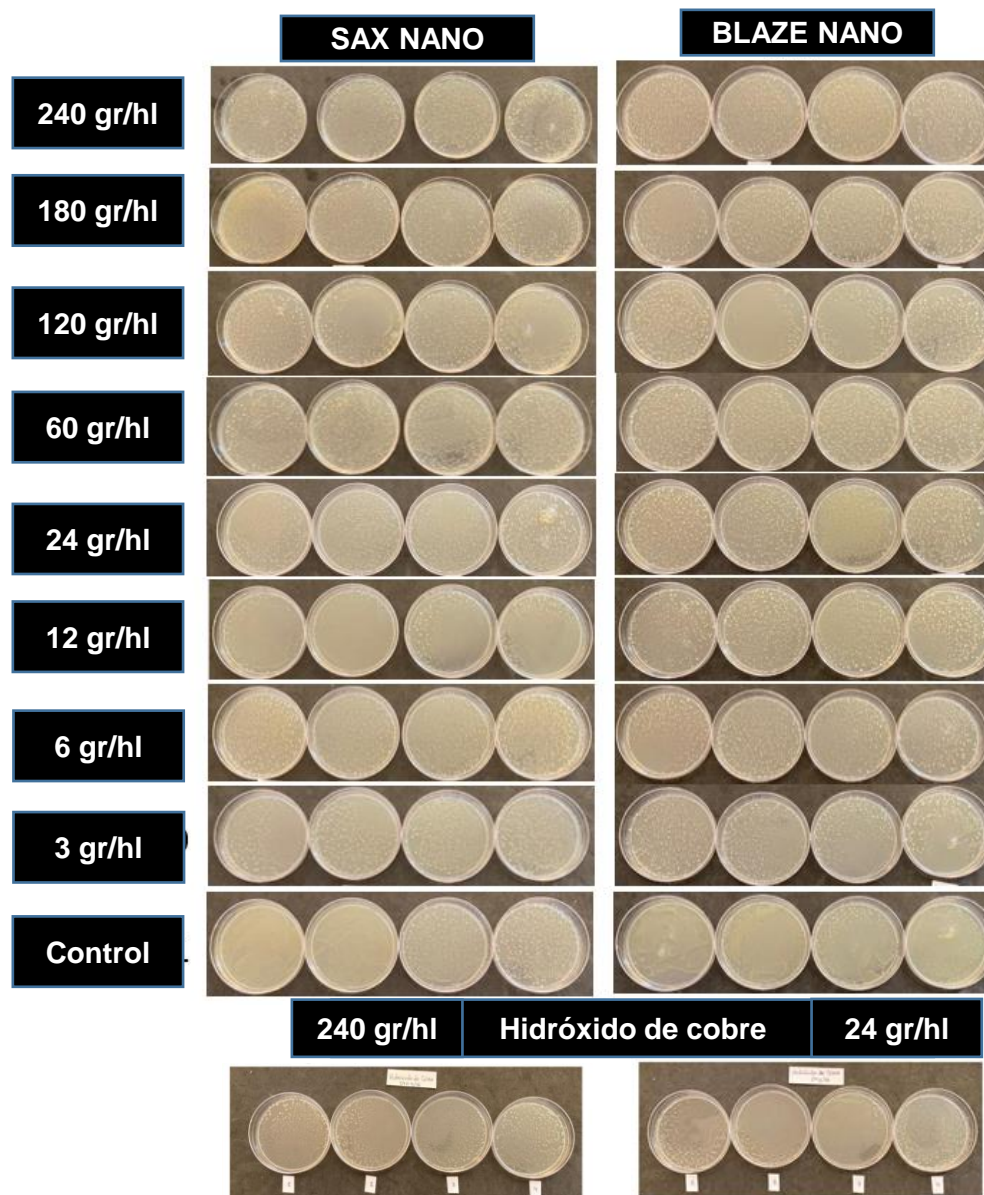 SAX NANO
BLAZE NANO
240 gr/hl
180 gr/hl
120 gr/hl
60 gr/hl
24 gr/hl
12 gr/hl
6 gr/hl
3 gr/hl
Control
240 gr/hl
Hidróxido de cobre
24 gr/hl